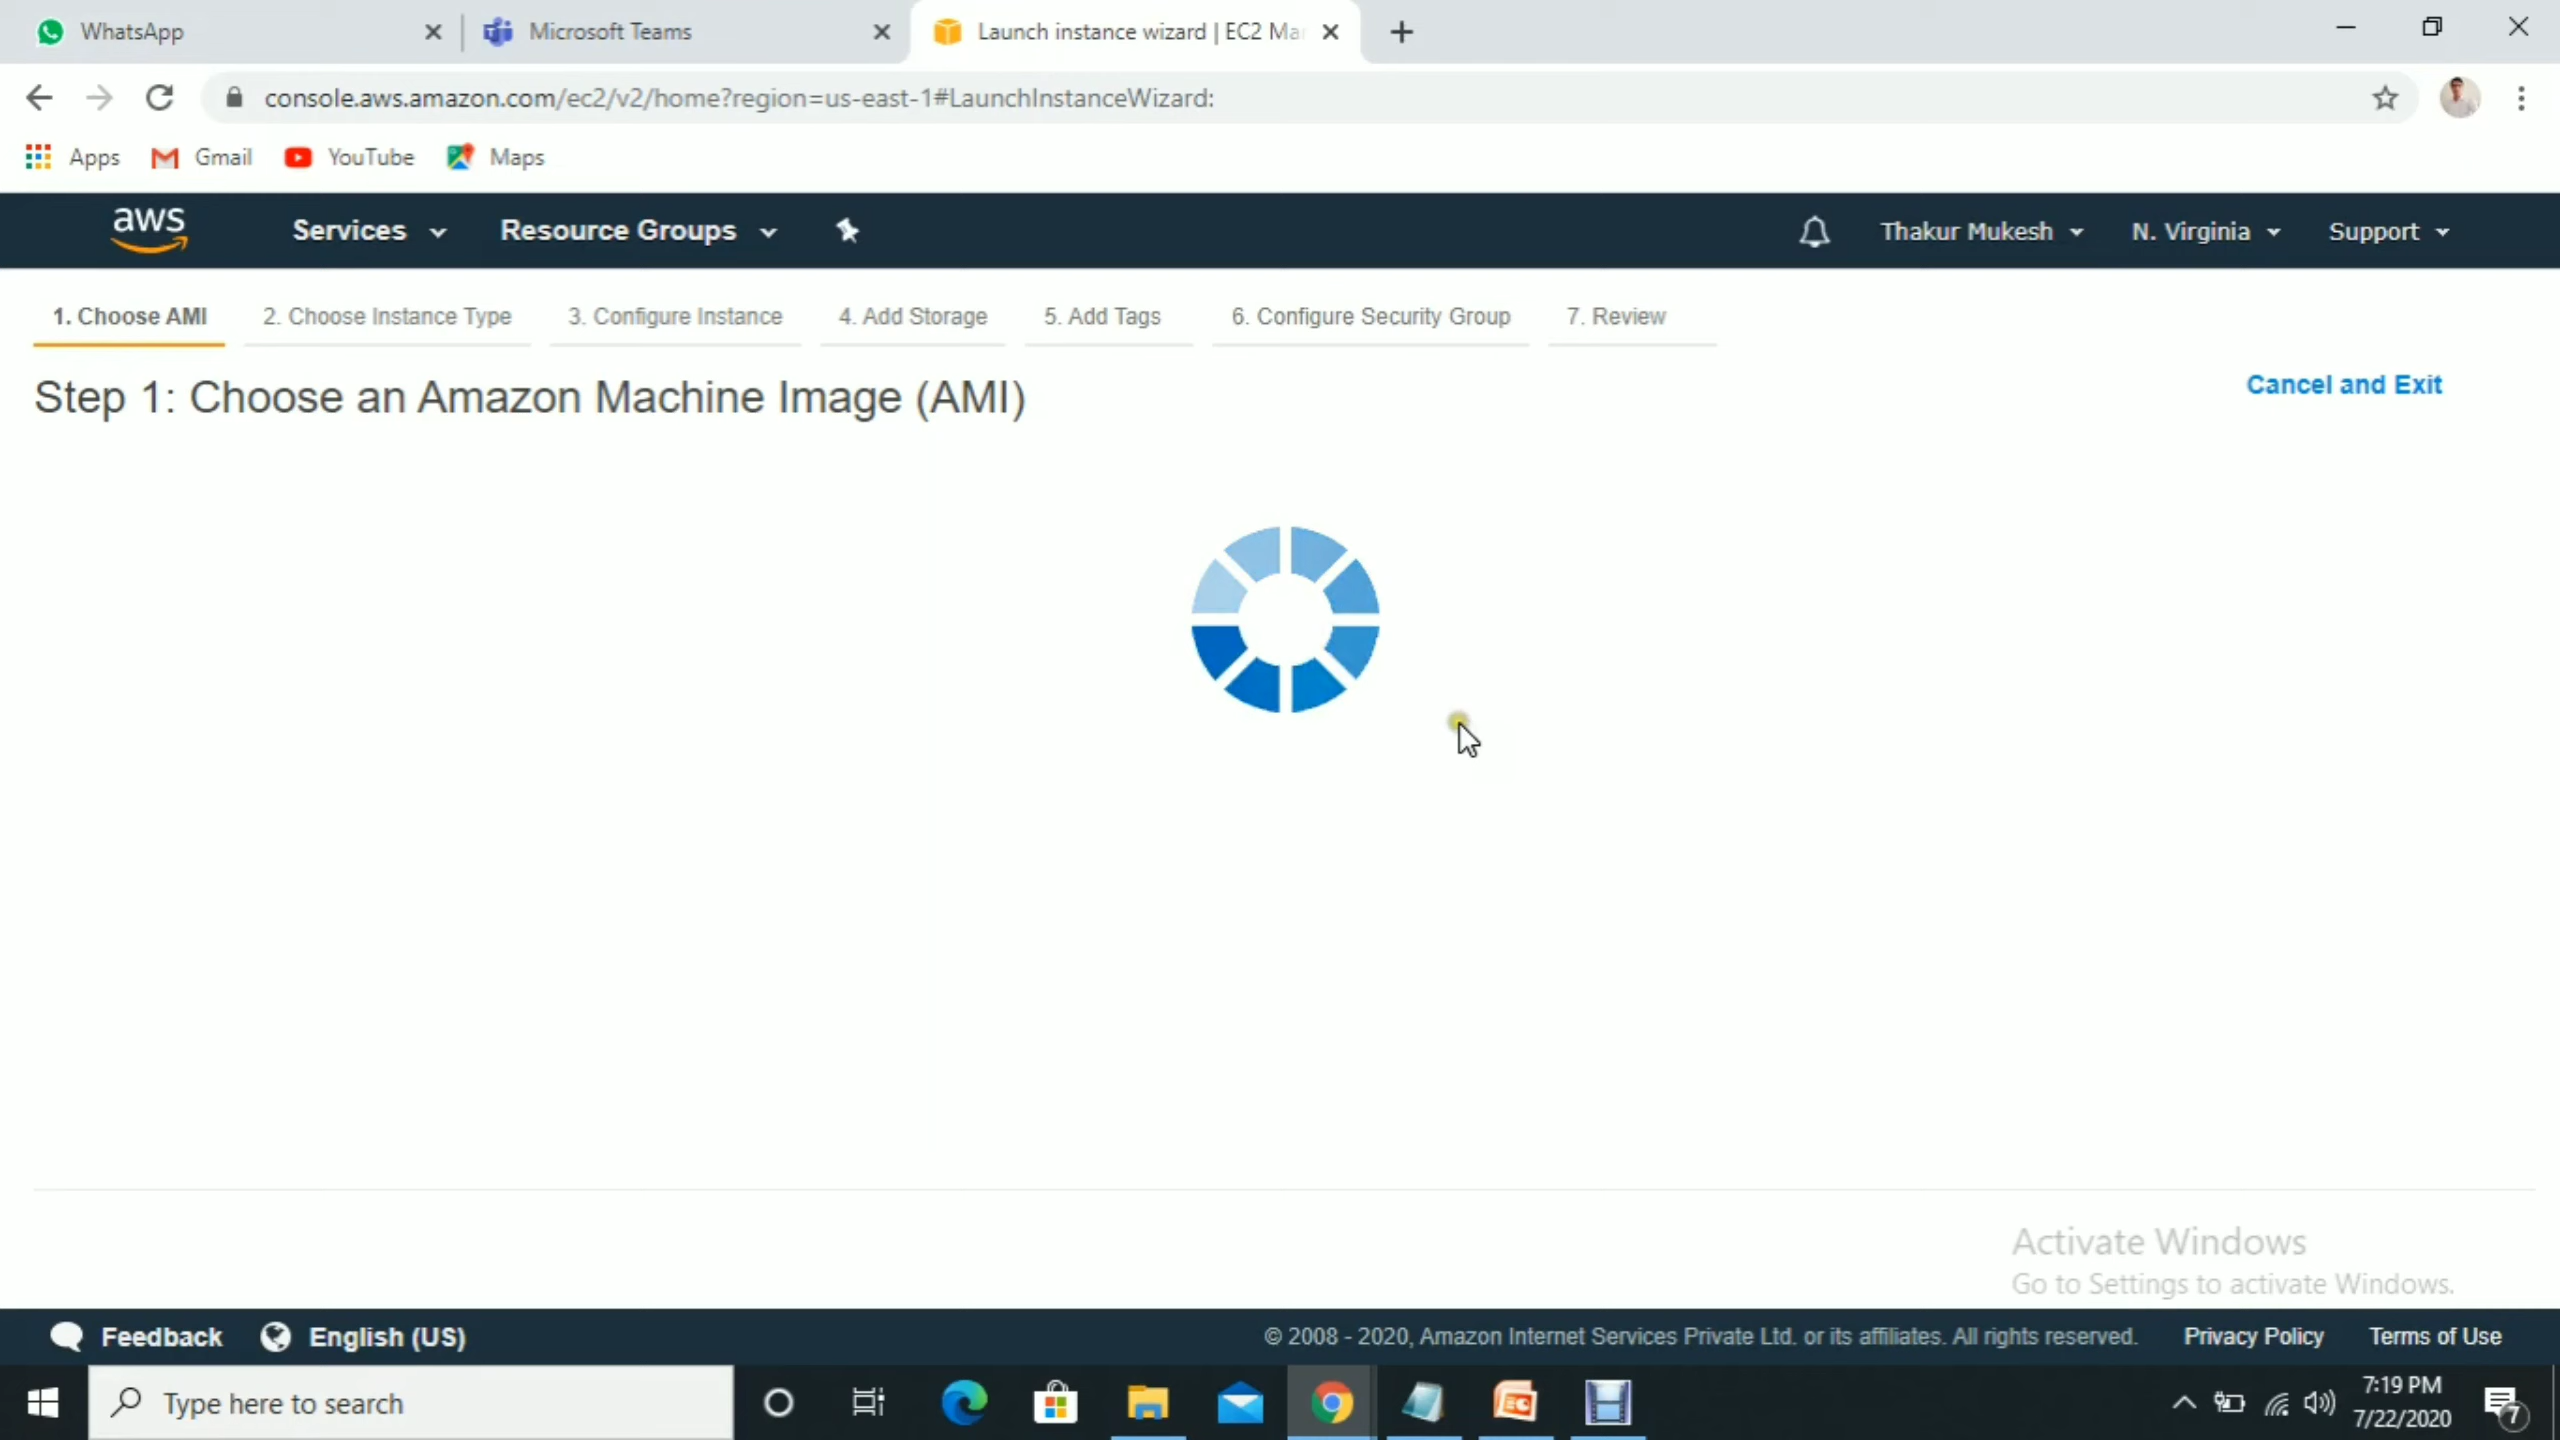 WhatsApp
Microsoft Teams
Launch instance wizard | EC2 Ma
console.aws.amazon.com/ec2/v2/home?region=us-east-1#LaunchInstanceWizard:
Apps
Gmail
YouTube
Maps
aws
Services
Resource Groups
Thakur Mukesh
N. Virginia
Support
1. Choose AMI
2. Choose Instance Type
3. Configure Instance
4. Add Storage
5. Add Tags
6. Configure Security Group
7. Review
Step 1: Choose an Amazon Machine Image (AMI)
Cancel and Exit
Activate Windows
Go to Settings to activate Windows.
Feedback
English (US)
© 2008 - 2020, Amazon Internet Services Private Ltd. or its affiliates. All rights reserved.
Privacy Policy
Terms of Use
Type here to search
7:19 PM
7/22/2020
7